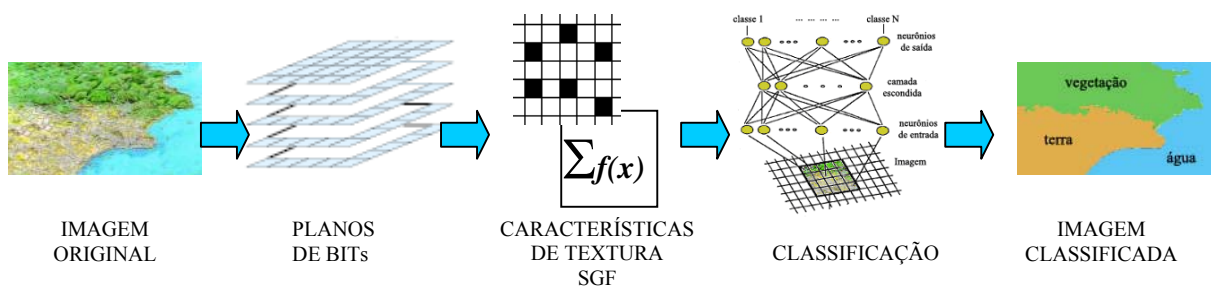 classe 1
... ... ... ...
classe N
neurônios
de saída
camada
escondida
neurônios
de entrada
Imagem
∑f(x)
vegetação
terra
água
IMAGEM
ORIGINAL
PLANOS
DE BITs
CARACTERÍSTICAS
DE TEXTURA
SGF
CLASSIFICAÇÃO
IMAGEM
CLASSIFICADA